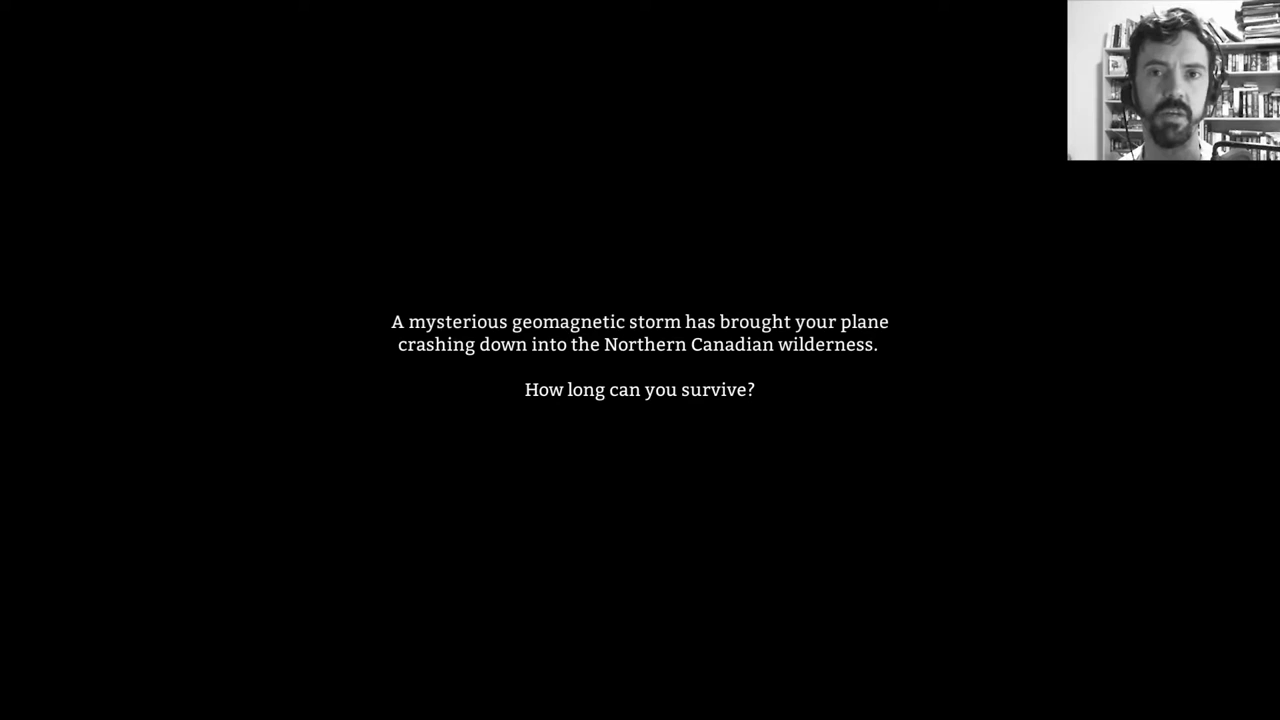 A mysterious geomagnetic storm has brought your plane
crashing down into the Northern Canadian wilderness.
How long can you survive?